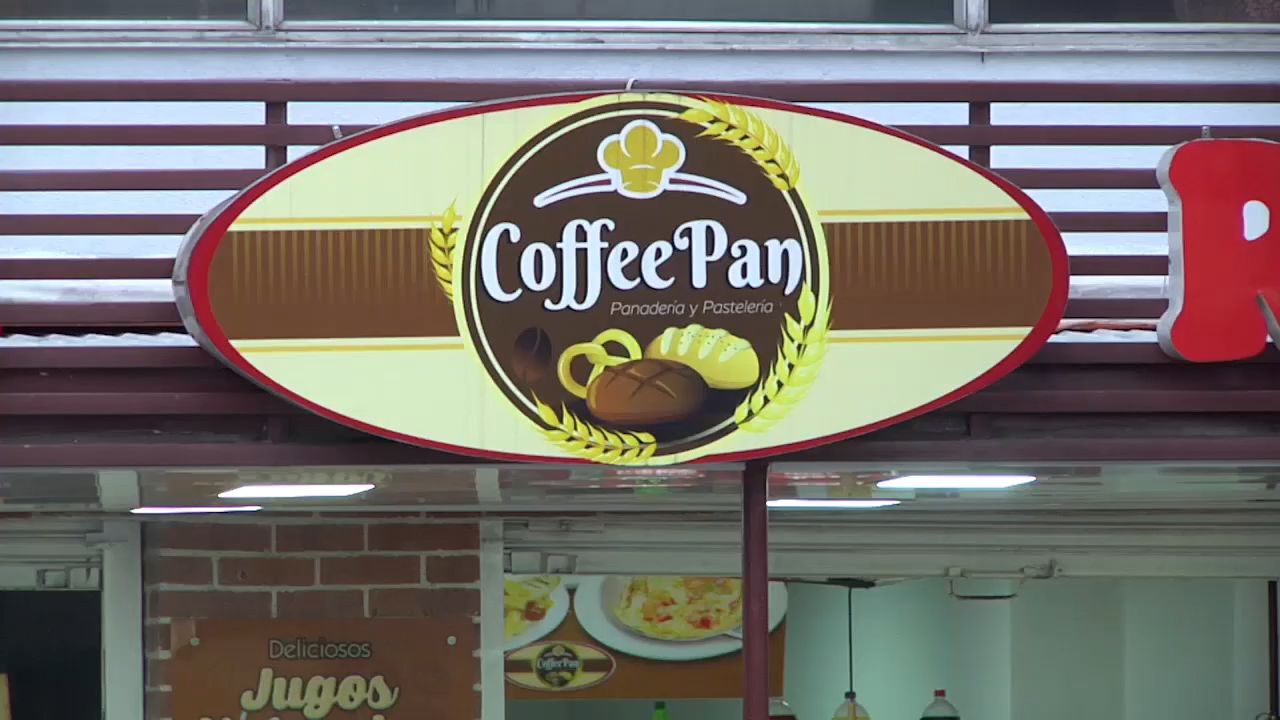 CoffeePan
Panadería y Pastelería
R
Deliciosos
Jugos
CoffeePan